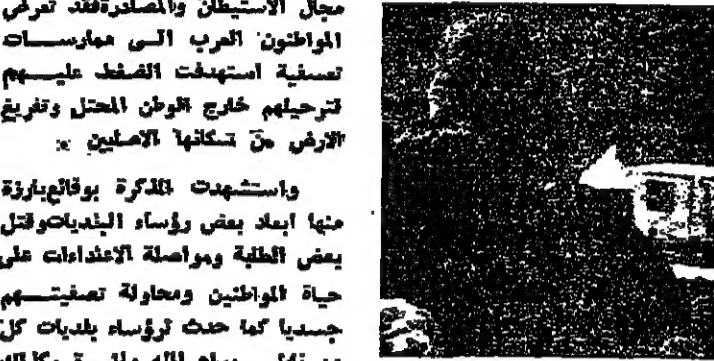 مجال الاستيطان والمصادرة فقد تعرض
المواطنون العرب الى ممارسات
تعسفية استهدفت الضغط عليهم
لترحيلهم خارج الوطن المحتل وتفريغ
الارض من سكانها الاصليين .
واستشهدت المذكرة بوقائع بارزة
منها ابعاد بعض رؤساء البلديات وقتل
بعض الطلبة ومواصلة الاعتداءات على
حياة المواطنين ومحاولة تصفيتهم
جسديا كما حدث لرؤساء بلديات كل